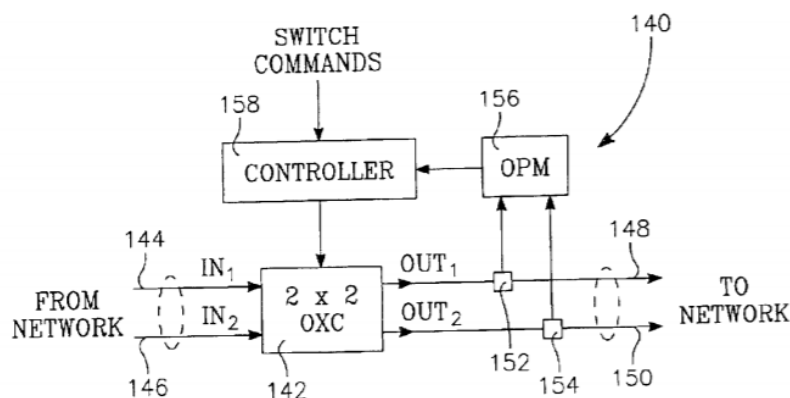 SWITCH
COMMANDS
140
158
156
CONTROLLER
OPM
144
IN₁
OUT₁
148
FROM
NETWORK
2 x 2
OXC
TO
NETWORK
IN₂
OUT₂
146
142
152
154
150